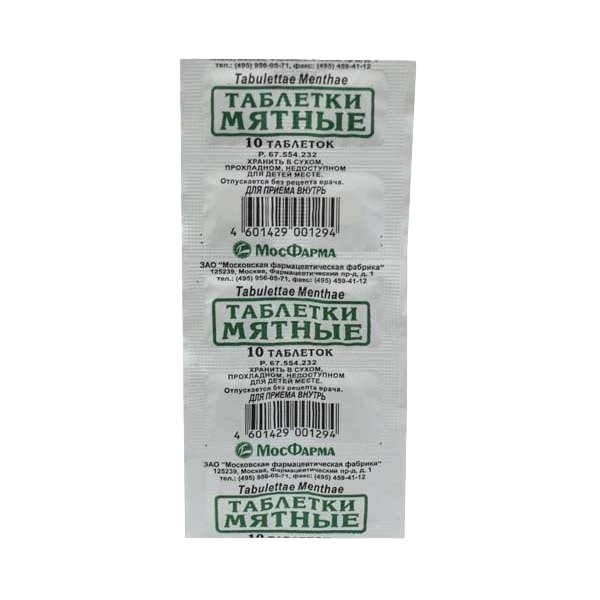 тел.: (495) 956-05-71, факс: (495) 459-41-12
Tabulettae Menthae
ТАБЛЕТКИ
МЯТНЫЕ
10 ТАБЛЕТОК
Р. 67.554.232
ХРАНИТЬ В СУХОМ,
ПРОХЛАДНОМ, НЕДОСТУПНОМ
ДЛЯ ДЕТЕЙ МЕСТЕ.
Отпускается без рецепта врача.
ДЛЯ ПРИЕМА ВНУТРЬ
4 601429 001294
МосФарма
ЗАО "Московская фармацевтическая фабрика"
125239, Москва, Фармацевтический пр-д, д. 1
тел.: (495) 956-05-71, факс: (495) 459-41-12
Tabulettae Menthae
ТАБЛЕТКИ
МЯТНЫЕ
10 ТАБЛЕТОК
Р. 67.554.232
ХРАНИТЬ В СУХОМ,
ПРОХЛАДНОМ, НЕДОСТУПНОМ
ДЛЯ ДЕТЕЙ МЕСТЕ.
Отпускается без рецепта врача.
ДЛЯ ПРИЕМА ВНУТРЬ
4 601429 001294
МосФарма
ЗАО "Московская фармацевтическая фабрика"
125239, Москва, Фармацевтический пр-д, д. 1
тел.: (495) 956-05-71, факс: (495) 459-41-12
Tabulettae Menthae
ТАБЛЕТКИ
МЯТНЫЕ
10 ТАБЛЕТОК